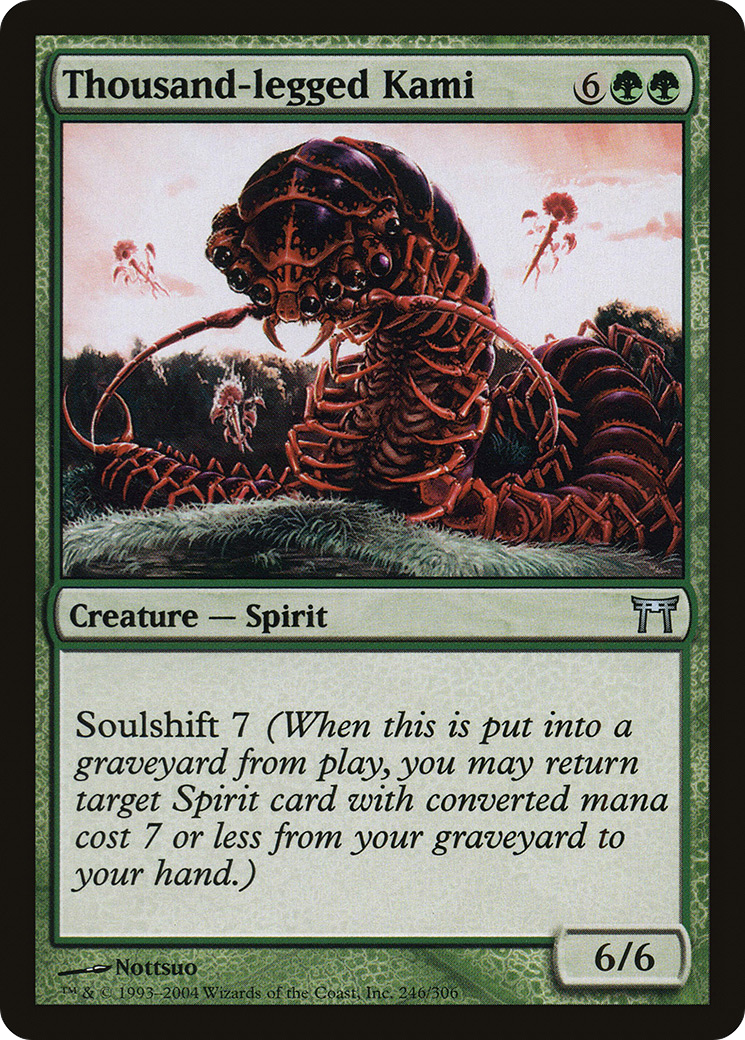 Thousand-legged Kami 6
Creature — Spirit
Soulshift 7 (When this is put into a
graveyard from play, you may return
target Spirit card with converted mana
cost 7 or less from your graveyard to
your hand.)
6/6
Nottsuo
™ & © 1993–2004 Wizards of the Coast, Inc. 246/306